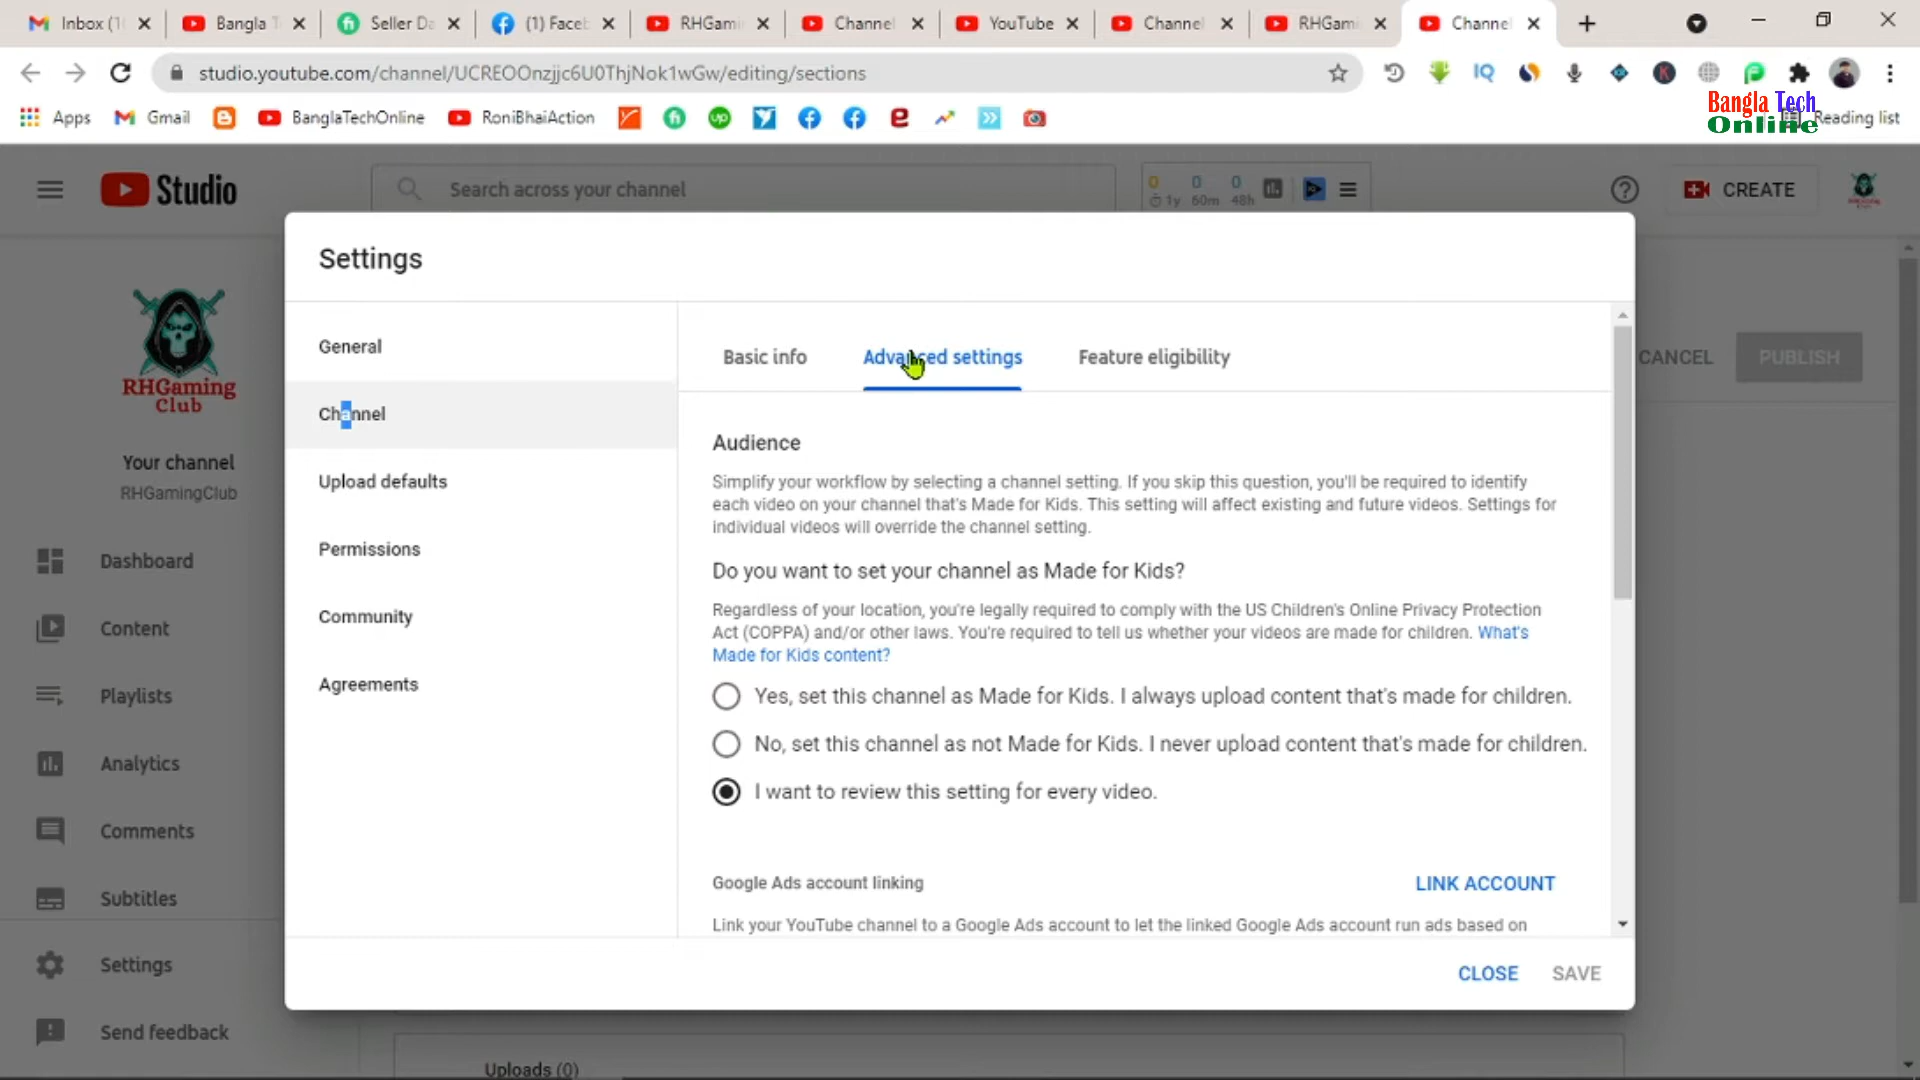 Inbox (1
Bangla T
Seller Da
(1) Faceb
RHGami
Channel
YouTube
Channel
RHGami
Channel
studio.youtube.com/channel/UCREOOnzjjc6U0ThjNok1wGw/editing/sections
Apps
Gmail
BanglaTechOnline
RoniBhaiAction
Reading list
Bangla Tech
Online
Studio
Search across your channel
0 0 0
1y 60m 48h
CREATE
Settings
RHGaming
Club
Your channel
RHGamingClub
Dashboard
Content
Playlists
Analytics
Comments
Subtitles
Settings
Send feedback
General
Channel
Upload defaults
Permissions
Community
Agreements
Basic info
Advanced settings
Feature eligibility
CANCEL
PUBLISH
Audience
Simplify your workflow by selecting a channel setting. If you skip this question, you'll be required to identify
each video on your channel that's Made for Kids. This setting will affect existing and future videos. Settings for
individual videos will override the channel setting.
Do you want to set your channel as Made for Kids?
Regardless of your location, you're legally required to comply with the US Children's Online Privacy Protection
Act (COPPA) and/or other laws. You're required to tell us whether your videos are made for children. What's
Made for Kids content?
Yes, set this channel as Made for Kids. I always upload content that's made for children.
No, set this channel as not Made for Kids. I never upload content that's made for children.
I want to review this setting for every video.
Google Ads account linking
LINK ACCOUNT
Link your YouTube channel to a Google Ads account to let the linked Google Ads account run ads based on
CLOSE
SAVE
Uploads (0)